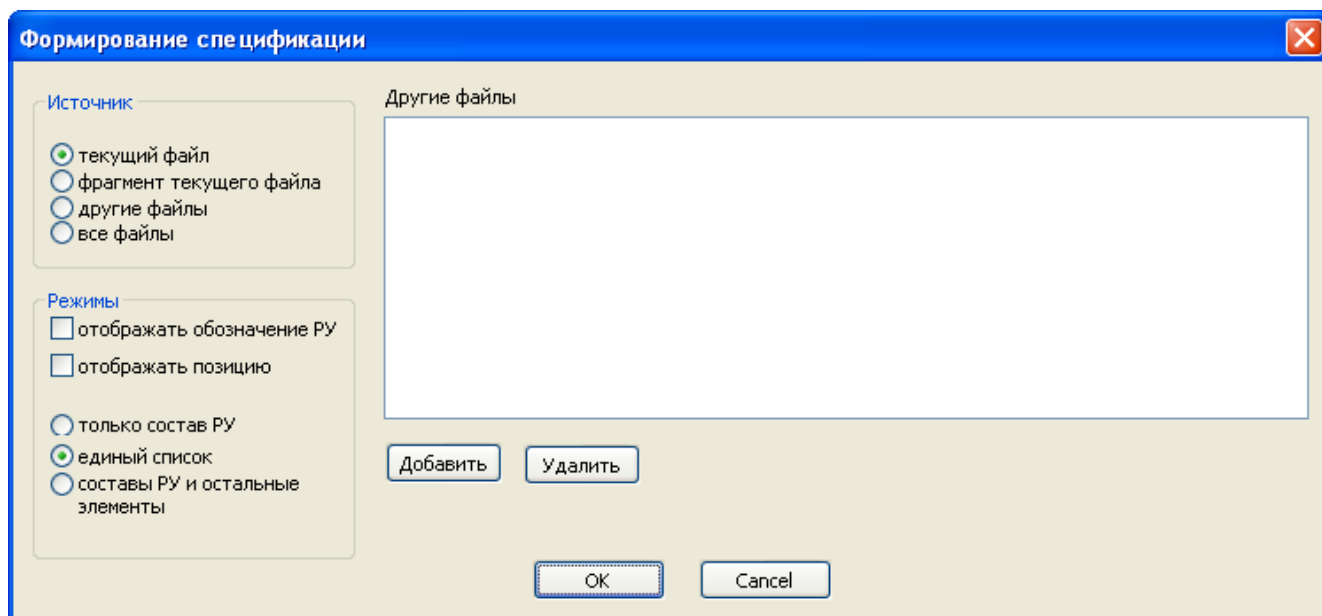 Формирование спецификации
Источник
текущий файл
фрагмент текущего файла
другие файлы
все файлы
Режимы
отображать обозначение РУ
отображать позицию
только состав РУ
единый список
составы РУ и остальные
элементы
Другие файлы
Добавить
Удалить
OK
Cancel